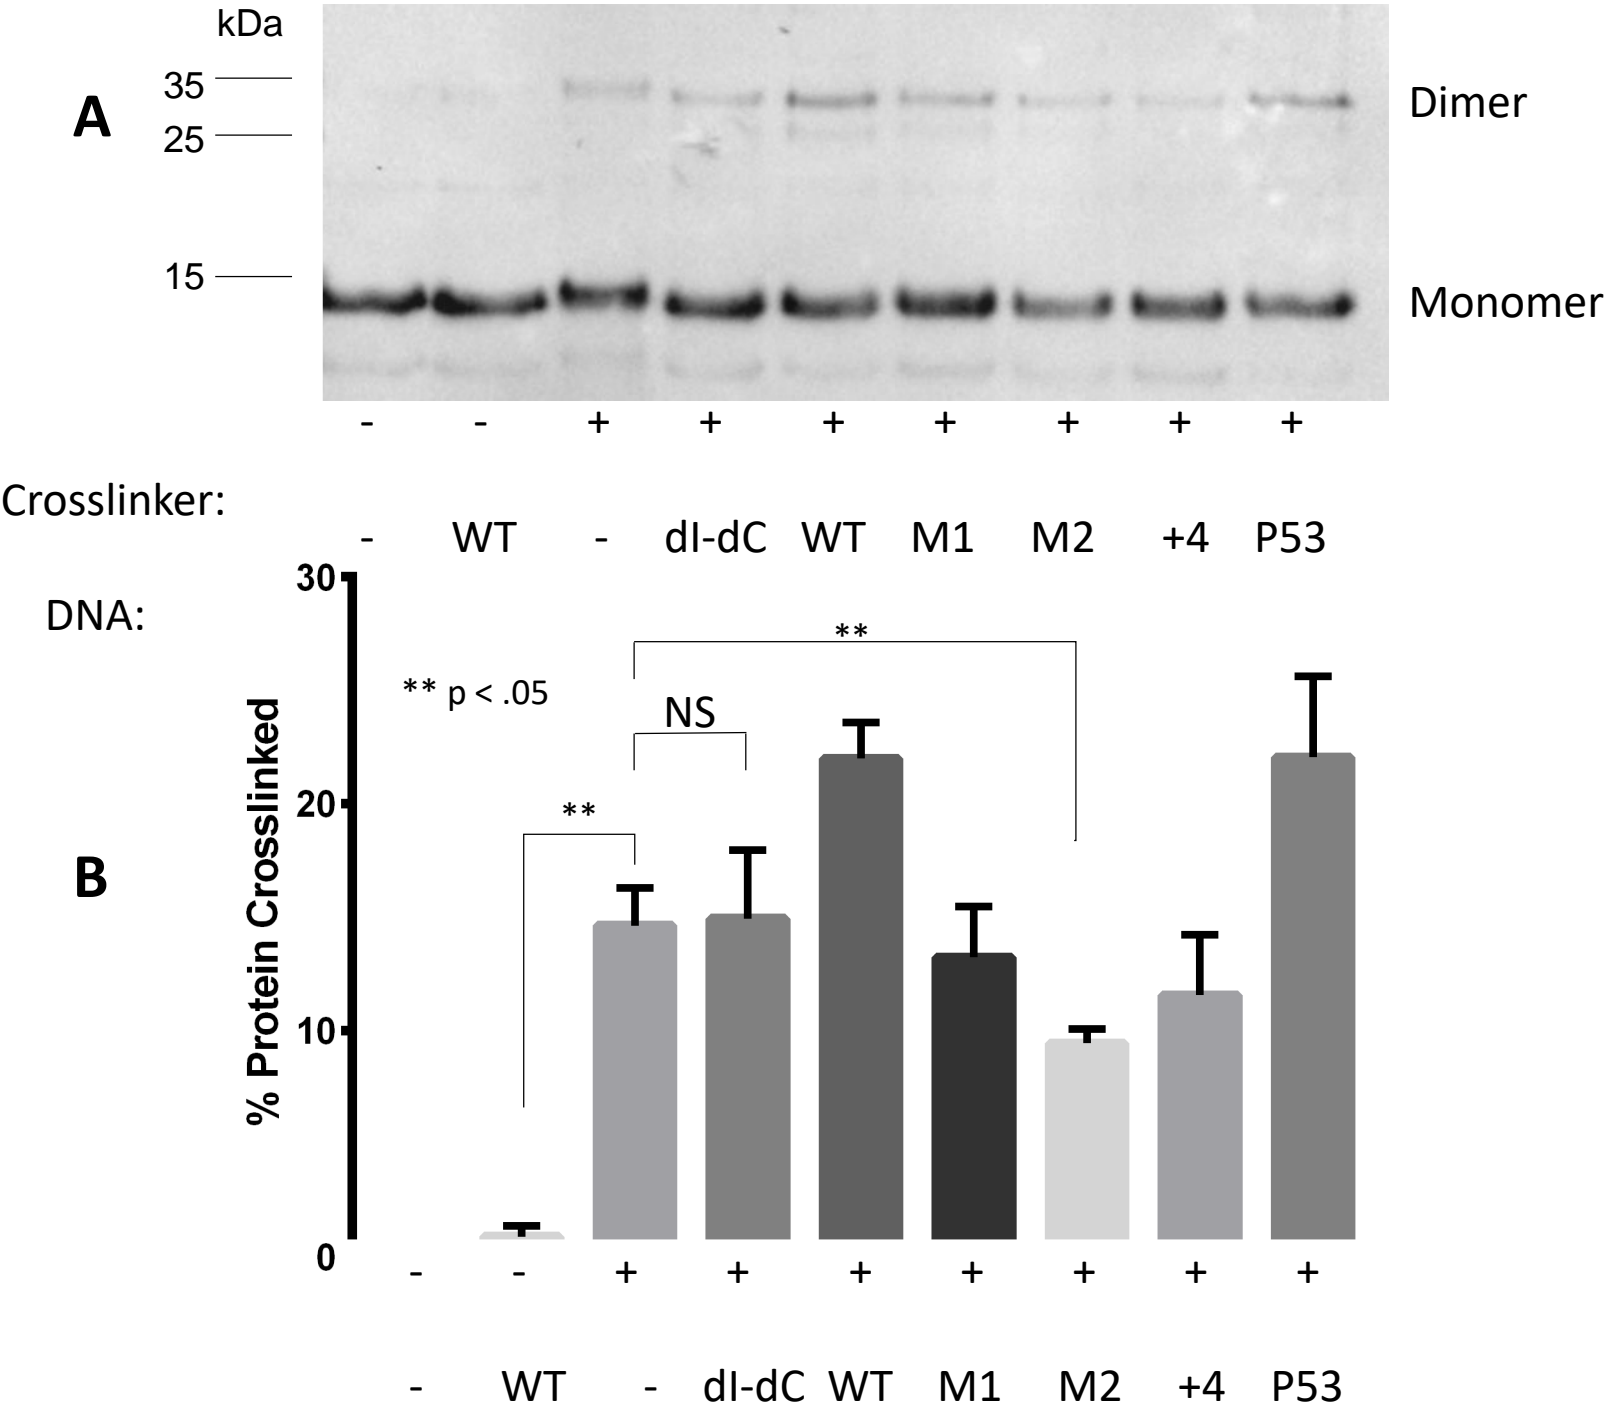 kDa
A
35
25
15
Dimer
Monomer
- - + + + + + + +
Crosslinker:
- WT - dI-dC WT M1 M2 +4 P53
DNA:
B
% Protein Crosslinked
30
20
10
0
** p < .05
**
NS
**
- - + + + + + + +
- WT - dI-dC WT M1 M2 +4 P53